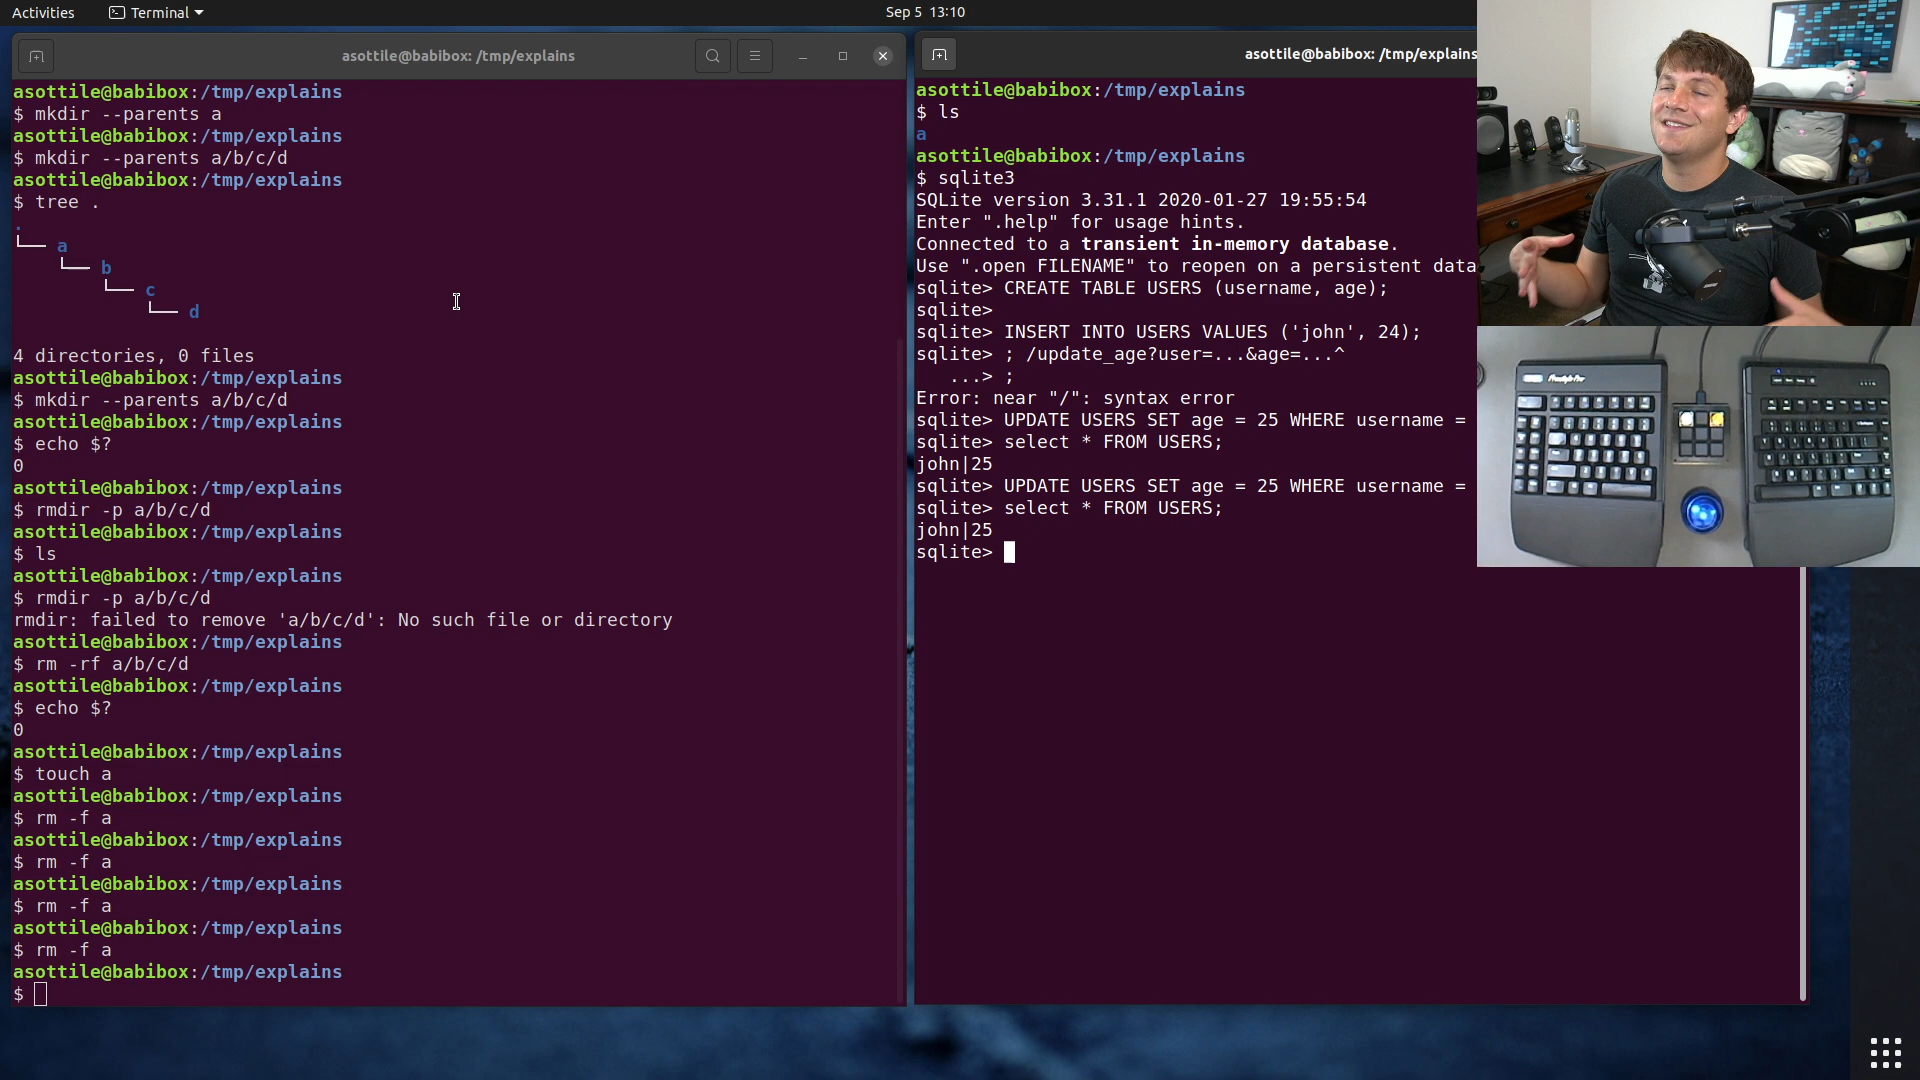 Activities
Terminal
Sep 5 13:10
asottile@babibox: /tmp/explains
asottile@babibox:/tmp/explains
$ mkdir --parents a
asottile@babibox:/tmp/explains
$ mkdir --parents a/b/c/d
asottile@babibox:/tmp/explains
$ tree .
.
└── a
    └── b
        └── c
            └── d
4 directories, 0 files
asottile@babibox:/tmp/explains
$ mkdir --parents a/b/c/d
asottile@babibox:/tmp/explains
$ echo $?
0
asottile@babibox:/tmp/explains
$ rmdir -p a/b/c/d
asottile@babibox:/tmp/explains
$ ls
asottile@babibox:/tmp/explains
$ rmdir -p a/b/c/d
rmdir: failed to remove 'a/b/c/d': No such file or directory
asottile@babibox:/tmp/explains
$ rm -rf a/b/c/d
asottile@babibox:/tmp/explains
$ echo $?
0
asottile@babibox:/tmp/explains
$ touch a
asottile@babibox:/tmp/explains
$ rm -f a
asottile@babibox:/tmp/explains
$ rm -f a
asottile@babibox:/tmp/explains
$ rm -f a
asottile@babibox:/tmp/explains
$ rm -f a
asottile@babibox:/tmp/explains
$
asottile@babibox: /tmp/explains
asottile@babibox:/tmp/explains
$ ls
a
asottile@babibox:/tmp/explains
$ sqlite3
SQLite version 3.31.1 2020-01-27 19:55:54
Enter ".help" for usage hints.
Connected to a transient in-memory database.
Use ".open FILENAME" to reopen on a persistent data
sqlite> CREATE TABLE USERS (username, age);
sqlite>
sqlite> INSERT INTO USERS VALUES ('john', 24);
sqlite> ; /update_age?user=...&age=...^
   ...> ;
Error: near "/": syntax error
sqlite> UPDATE USERS SET age = 25 WHERE username =
sqlite> select * FROM USERS;
john|25
sqlite> UPDATE USERS SET age = 25 WHERE username =
sqlite> select * FROM USERS;
john|25
sqlite>